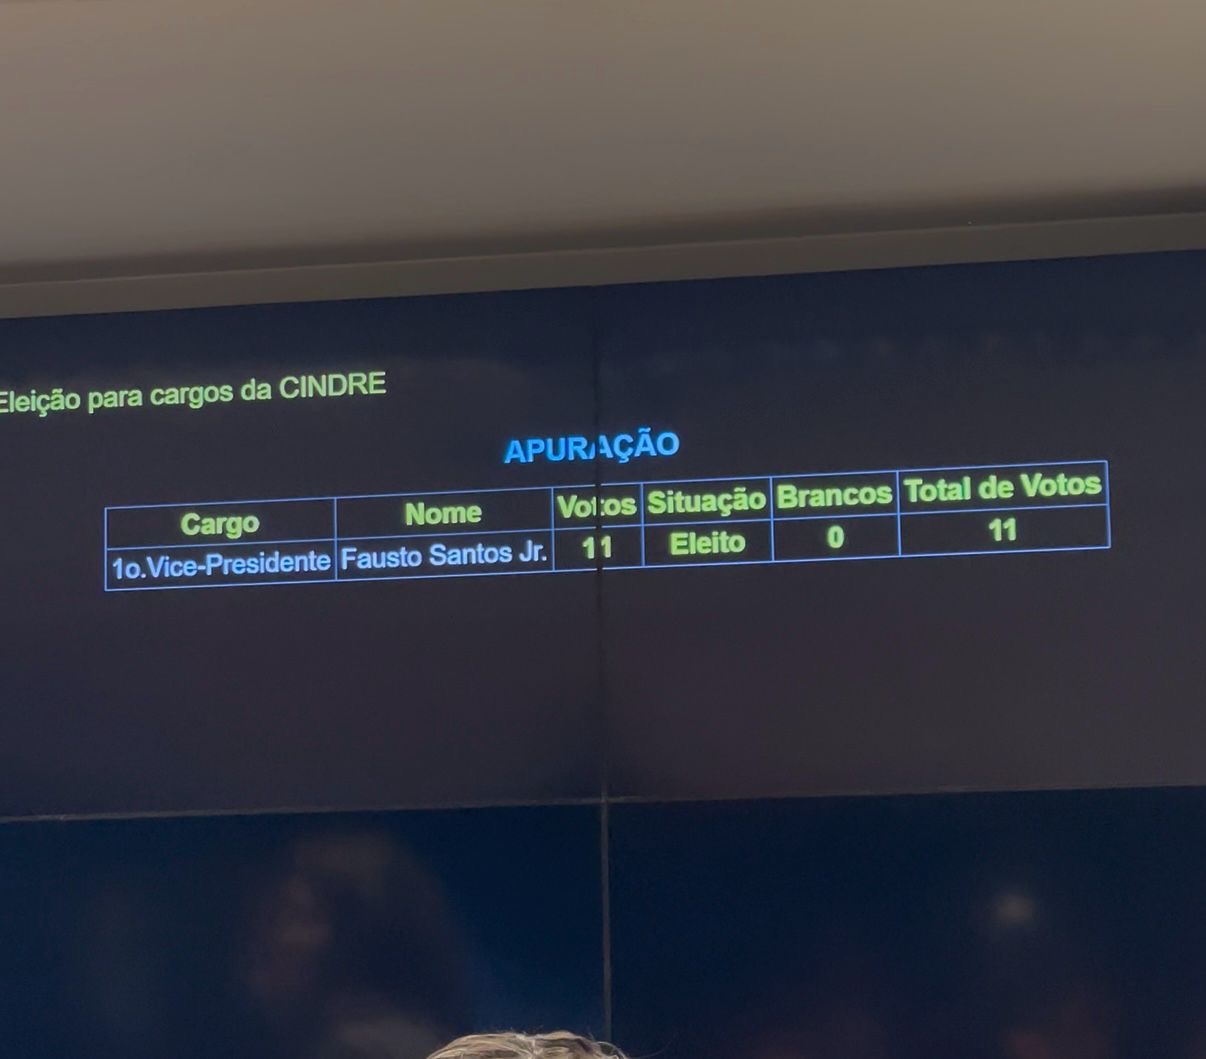 Eleição para cargos da CINDRE
APURAÇÃO
Cargo Nome Votos Situação Brancos Total de Votos
1o.Vice-Presidente Fausto Santos Jr. 11 Eleito 0 11